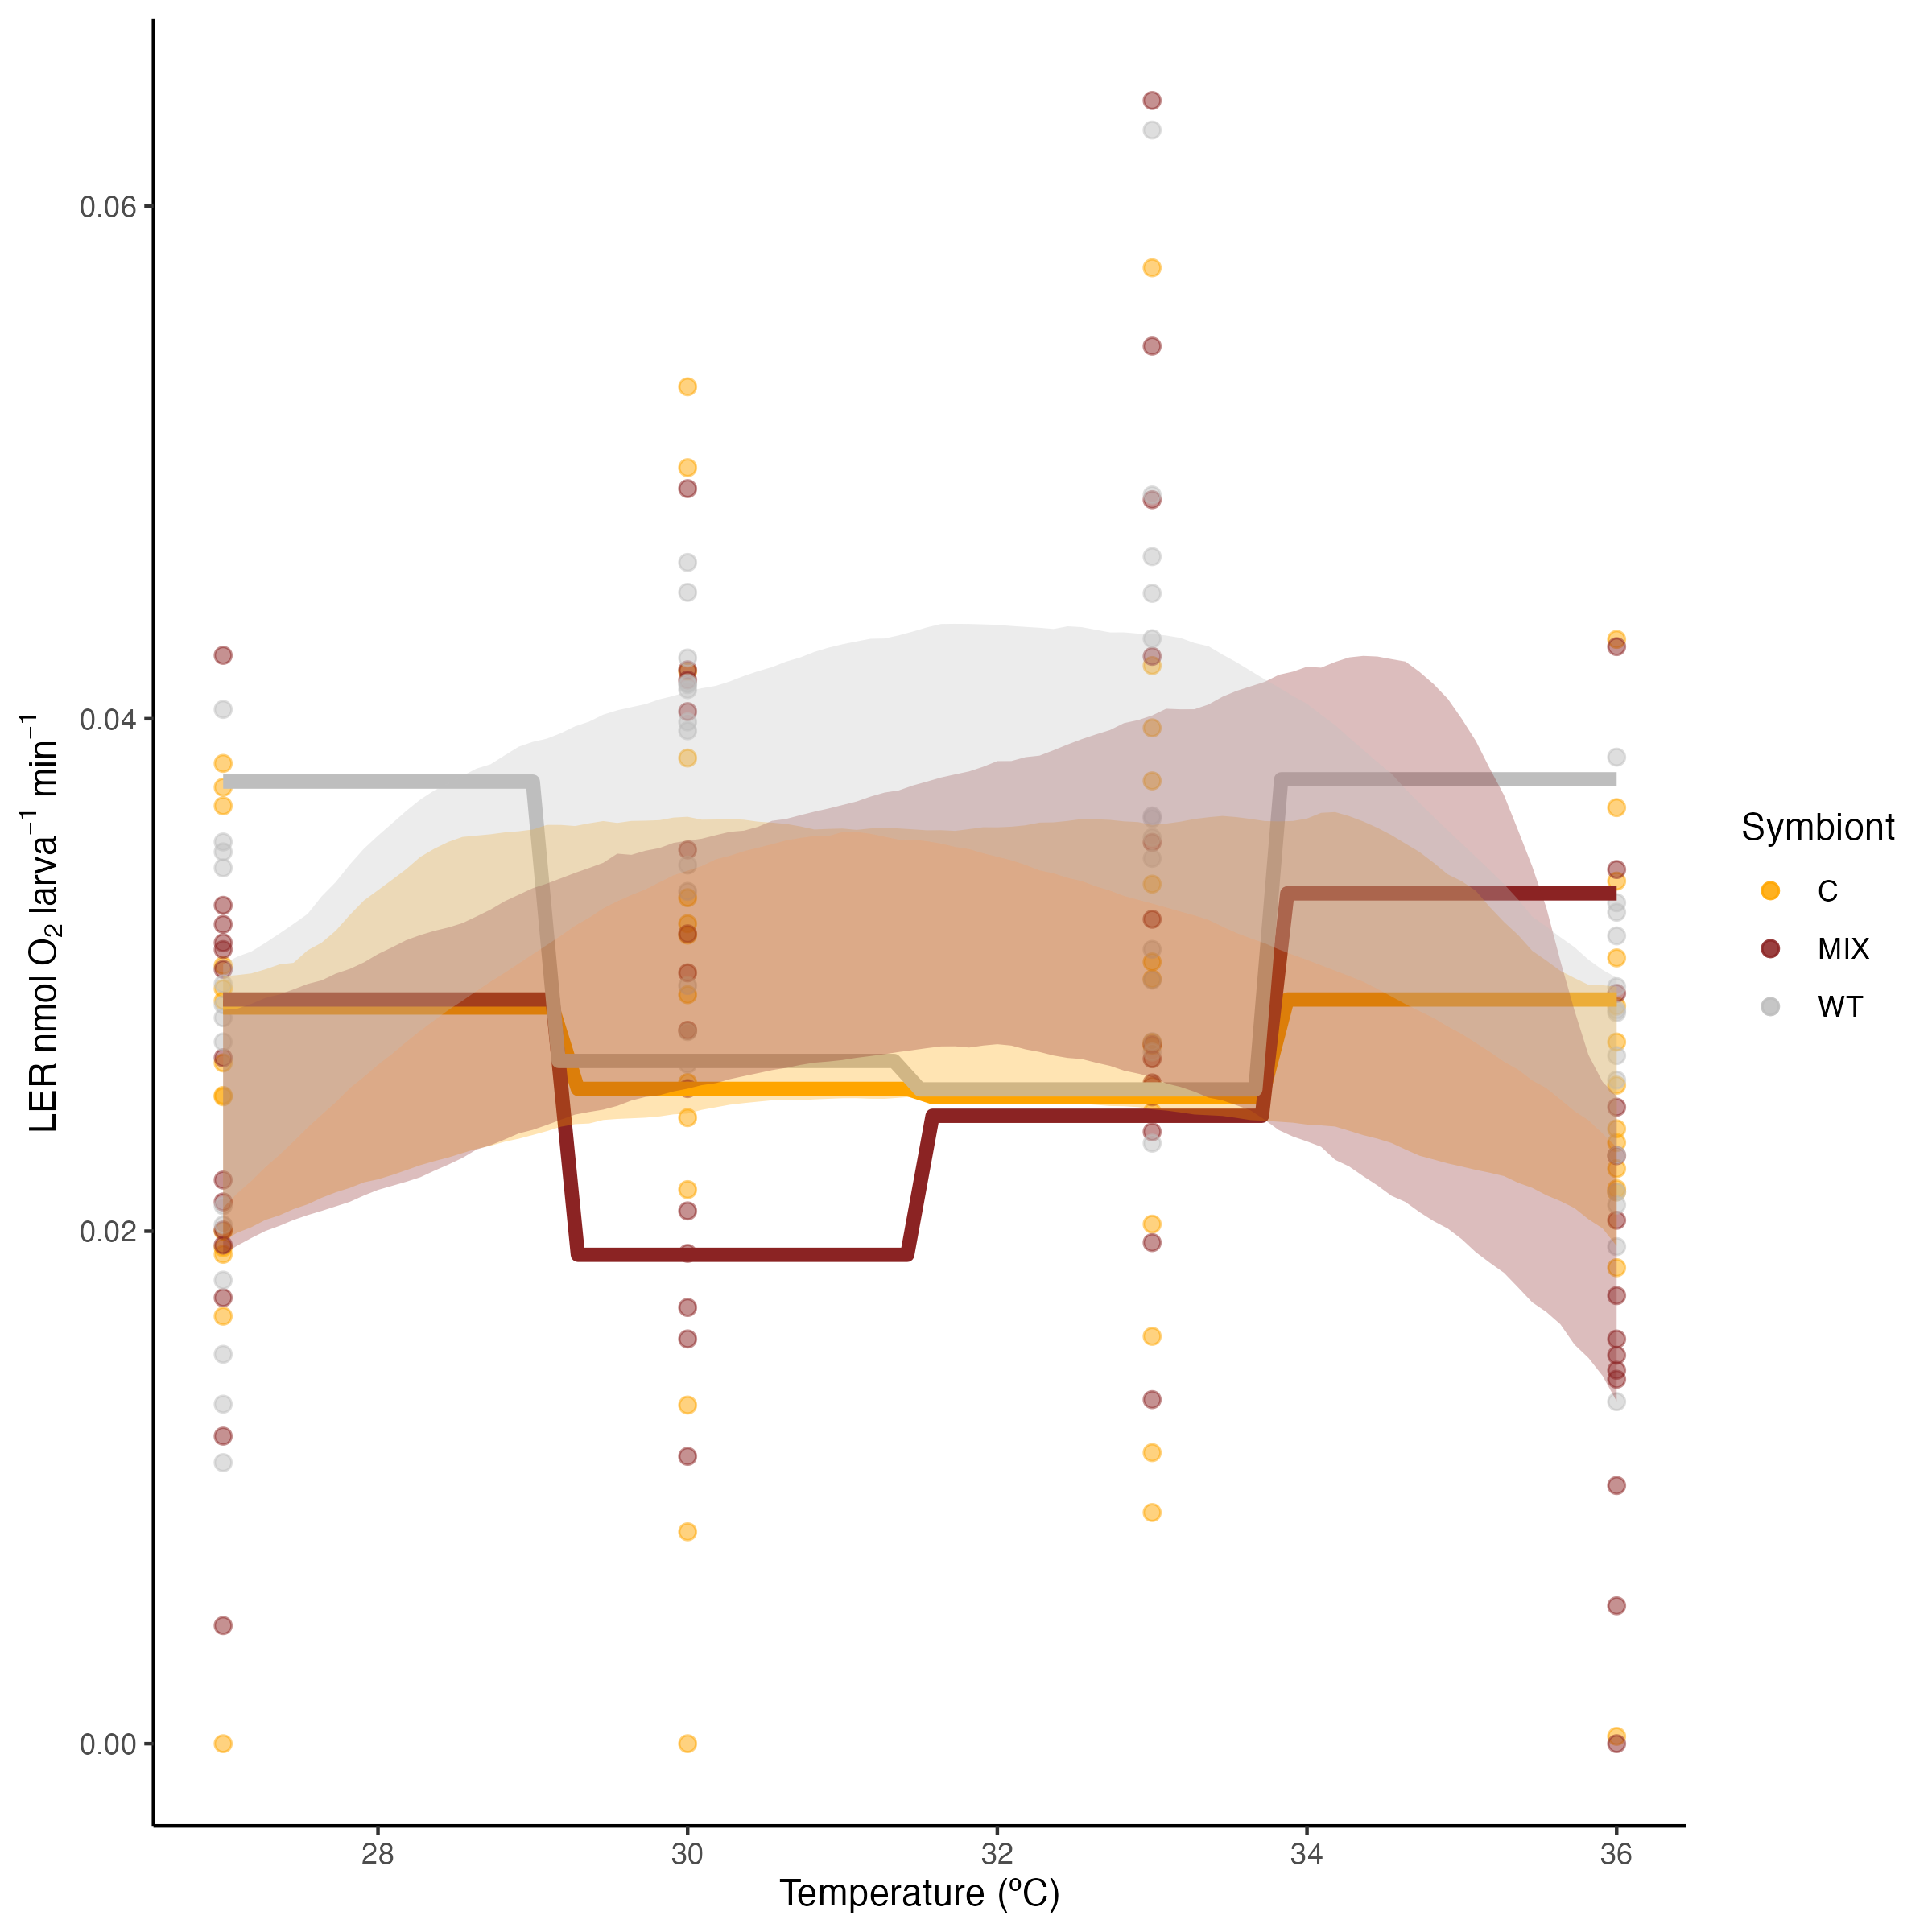 LER nmol O₂ larva⁻¹ min⁻¹
0.06
0.04
0.02
0.00
28 30 32 34 36
Temperature (ºC)
Symbiont
C
MIX
WT